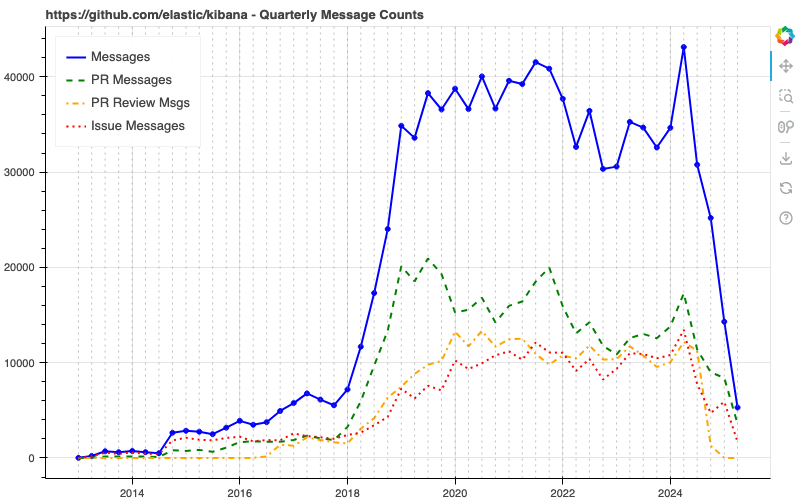 https://github.com/elastic/kibana - Quarterly Message Counts
Messages
PR Messages
PR Review Msgs
Issue Messages
40000
30000
20000
10000
0
2014 2016 2018 2020 2022 2024